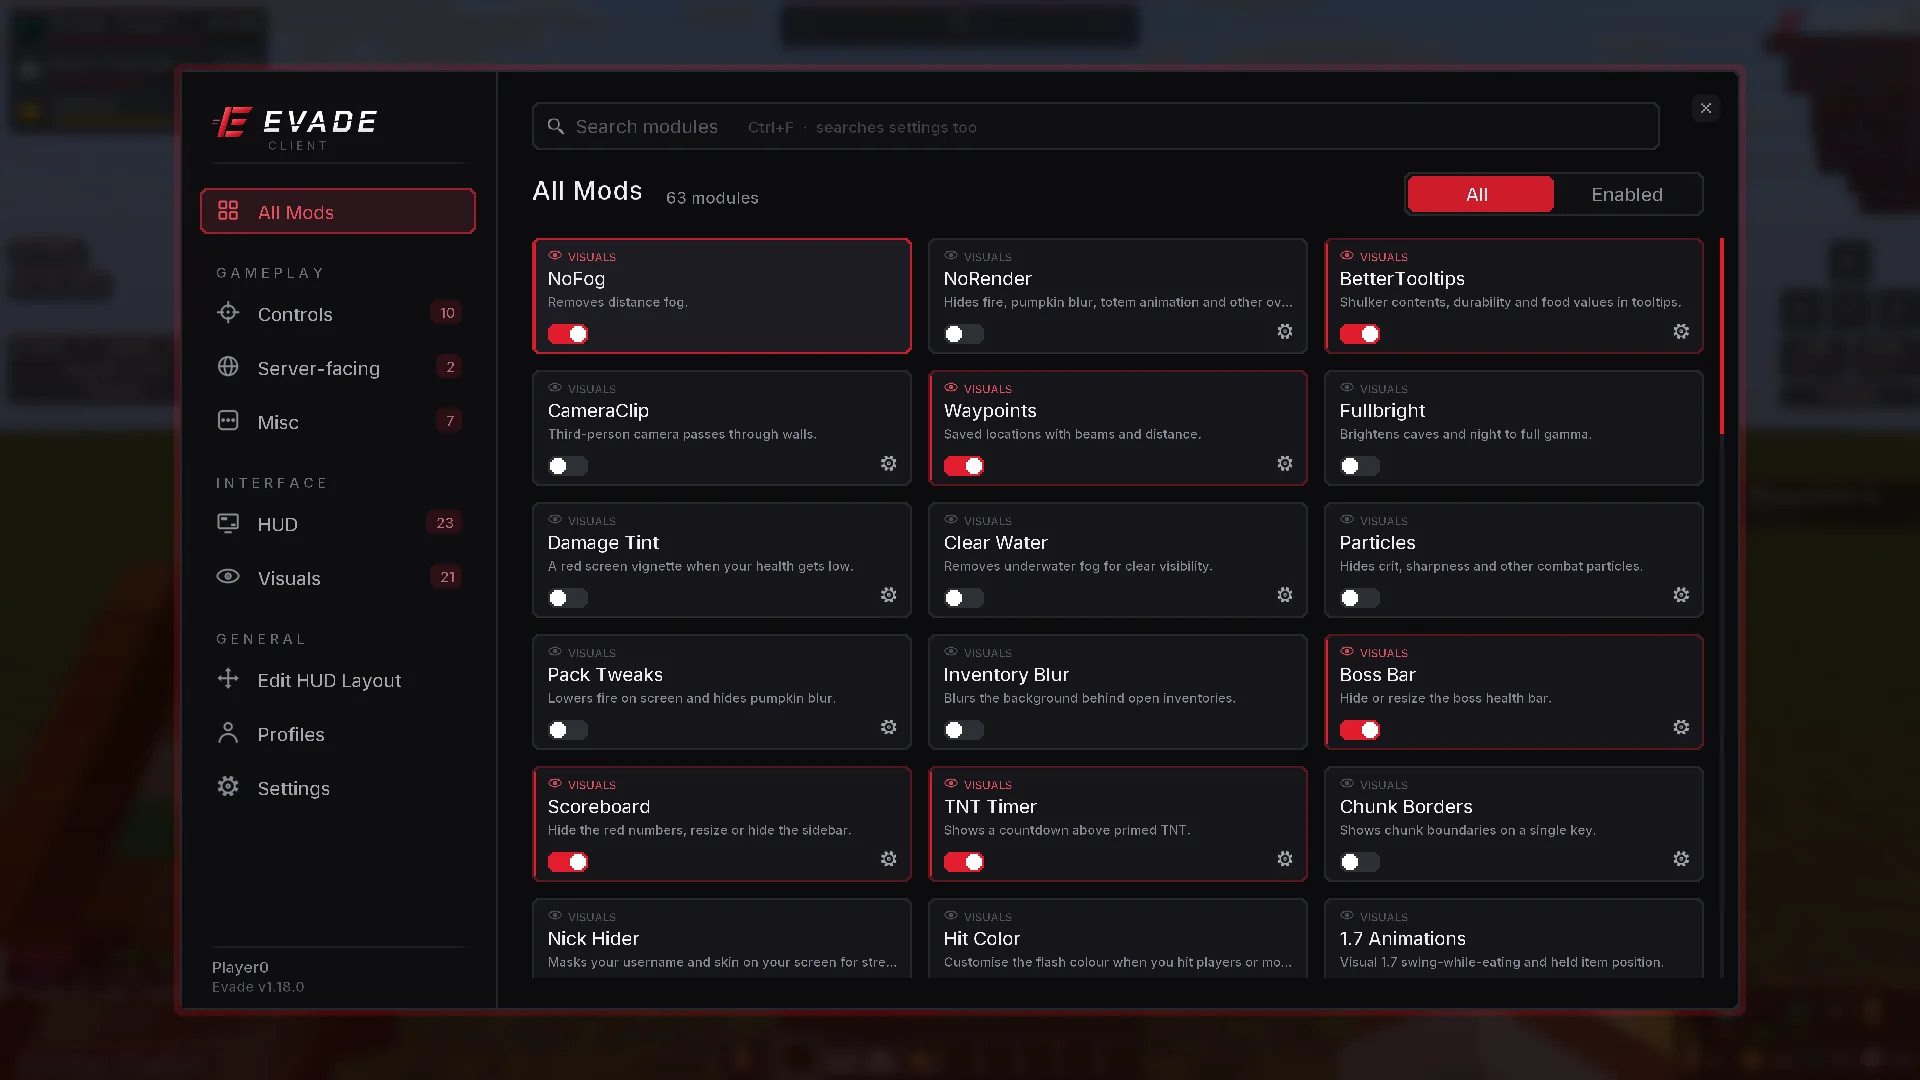 EVADE
CLIENT
Search modules Ctrl+F · searches settings too
All Mods 63 modules
All Enabled
All Mods
GAMEPLAY
Controls 10
Server-facing 2
Misc 7
INTERFACE
HUD 23
Visuals 21
GENERAL
Edit HUD Layout
Profiles
Settings
Player0
Evade v1.18.0
VISUALS
NoFog
Removes distance fog.
VISUALS
NoRender
Hides fire, pumpkin blur, totem animation and other ov...
VISUALS
BetterTooltips
Shulker contents, durability and food values in tooltips.
VISUALS
CameraClip
Third-person camera passes through walls.
VISUALS
Waypoints
Saved locations with beams and distance.
VISUALS
Fullbright
Brightens caves and night to full gamma.
VISUALS
Damage Tint
A red screen vignette when your health gets low.
VISUALS
Clear Water
Removes underwater fog for clear visibility.
VISUALS
Particles
Hides crit, sharpness and other combat particles.
VISUALS
Pack Tweaks
Lowers fire on screen and hides pumpkin blur.
VISUALS
Inventory Blur
Blurs the background behind open inventories.
VISUALS
Boss Bar
Hide or resize the boss health bar.
VISUALS
Scoreboard
Hide the red numbers, resize or hide the sidebar.
VISUALS
TNT Timer
Shows a countdown above primed TNT.
VISUALS
Chunk Borders
Shows chunk boundaries on a single key.
VISUALS
Nick Hider
Masks your username and skin on your screen for stre...
VISUALS
Hit Color
Customise the flash colour when you hit players or mo...
VISUALS
1.7 Animations
Visual 1.7 swing-while-eating and held item position.